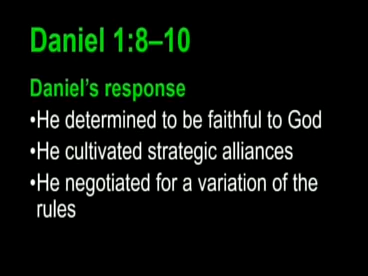 Daniel 1:8–10
Daniel's response
•He determined to be faithful to God
•He cultivated strategic alliances
•He negotiated for a variation of the
rules